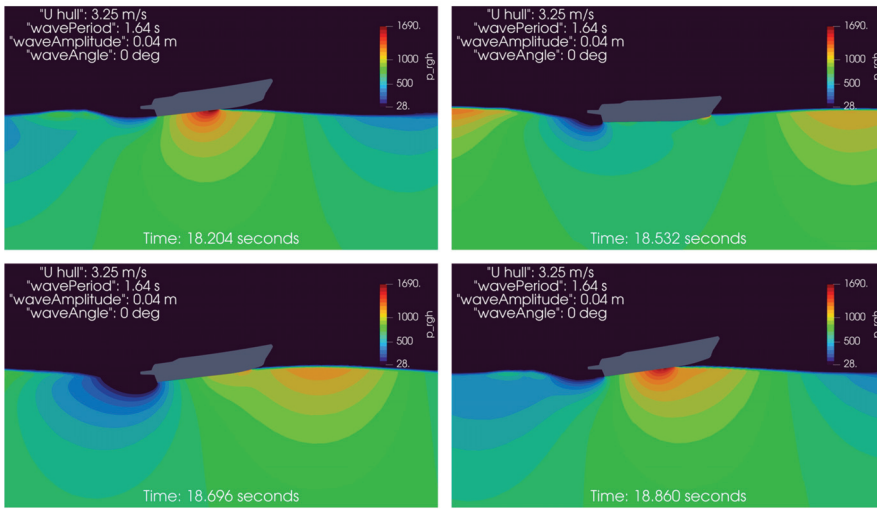 "U hull": 3.25 m/s
"wavePeriod": 1.64 s
"waveAmplitude": 0.04 m
"waveAngle": 0 deg
1690.
1000
500
28.
p_rgh
Time: 18.204 seconds
"U hull": 3.25 m/s
"wavePeriod": 1.64 s
"waveAmplitude": 0.04 m
"waveAngle": 0 deg
1690.
1000
500
28.
p_rgh
Time: 18.532 seconds
"U hull": 3.25 m/s
"wavePeriod": 1.64 s
"waveAmplitude": 0.04 m
"waveAngle": 0 deg
1690.
1000
500
28.
p_rgh
Time: 18.696 seconds
"U hull": 3.25 m/s
"wavePeriod": 1.64 s
"waveAmplitude": 0.04 m
"waveAngle": 0 deg
1690.
1000
500
28.
p_rgh
Time: 18.860 seconds